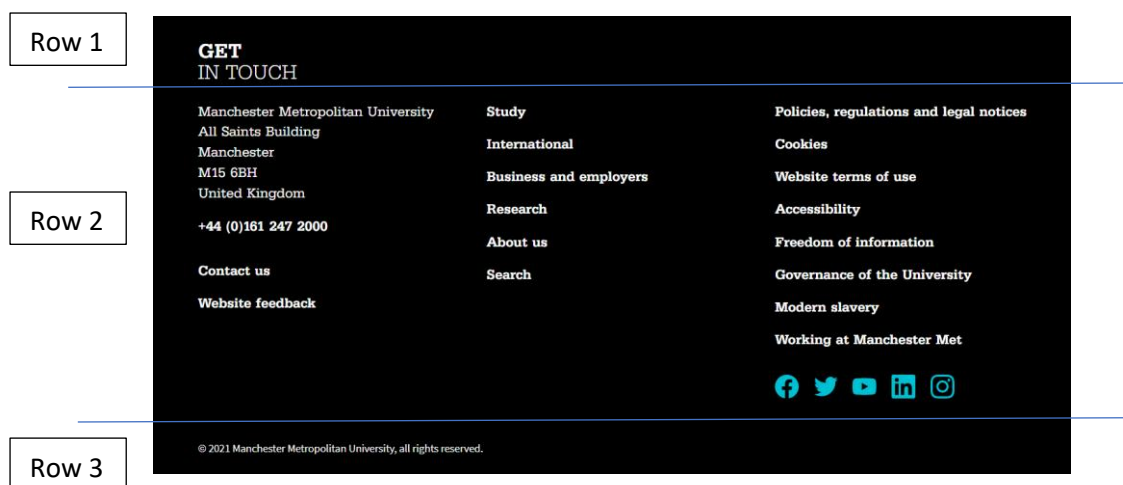 Row 1
GET
IN TOUCH
Row 2
Manchester Metropolitan University
All Saints Building
Manchester
M15 6BH
United Kingdom
+44 (0)161 247 2000
Contact us
Website feedback
Study
International
Business and employers
Research
About us
Search
Policies, regulations and legal notices
Cookies
Website terms of use
Accessibility
Freedom of information
Governance of the University
Modern slavery
Working at Manchester Met
in
Row 3
© 2021 Manchester Metropolitan University, all rights reserved.